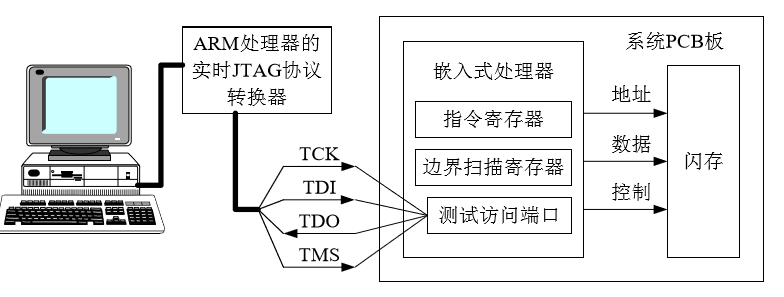 ARM处理器的
实时JTAG协议
转换器
TCK
TDI
TDO
TMS
系统PCB板
嵌入式处理器
指令寄存器
边界扫描寄存器
测试访问端口
地址
数据
控制
闪存